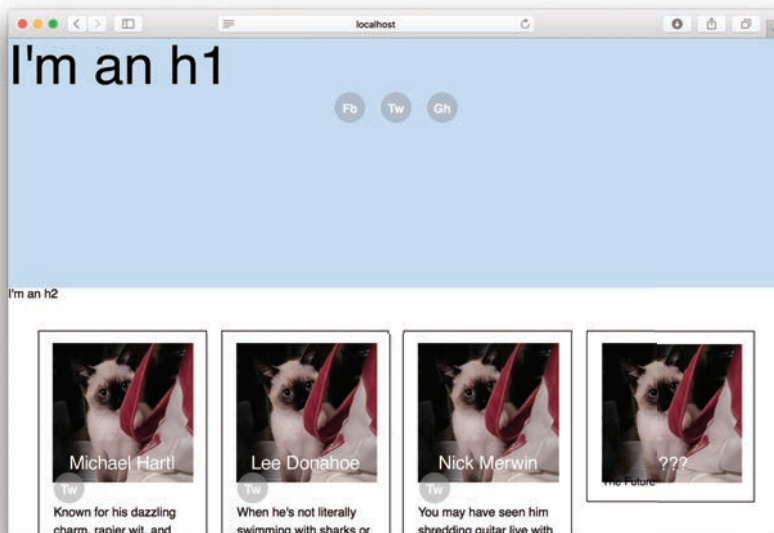 localhost
I'm an h1
Fb Tw Gh
I'm an h2
Michael Hartl
Lee Donahoe
Nick Merwin
???
Tw
Tw
Tw
The Future
Known for his dazzling
charm, rapier wit, and
When he's not literally
swimming with sharks or
You may have seen him
shredding guitar live with